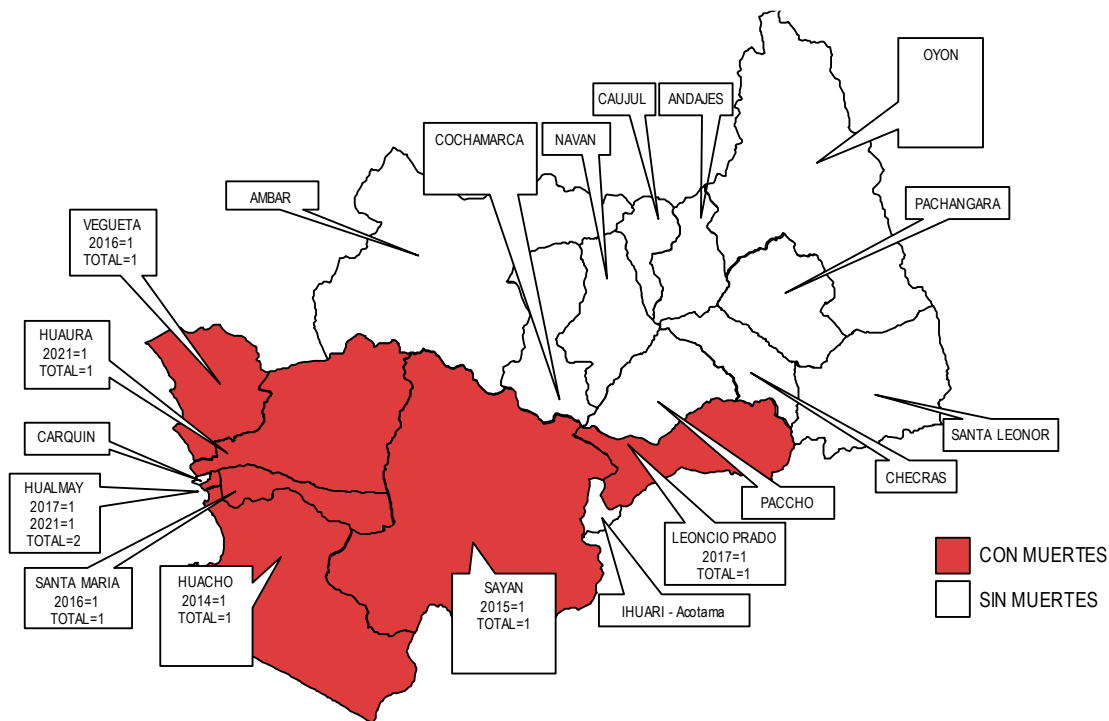 OYON
CAUJUL
ANDAJES
COCHAMARCA
NAVAN
AMBAR
PACHANGARA
VEGUETA
2016=1
TOTAL=1
HUAURA
2021=1
TOTAL=1
CARQUIN
SANTA LEONOR
CHECRAS
HUALMAY
2017=1
2021=1
TOTAL=2
PACCHO
LEONCIO PRADO
2017=1
TOTAL=1
SANTA MARIA
2016=1
TOTAL=1
HUACHO
2014=1
TOTAL=1
SAYAN
2015=1
TOTAL=1
IHUARI - Acotama
CON MUERTES
SIN MUERTES